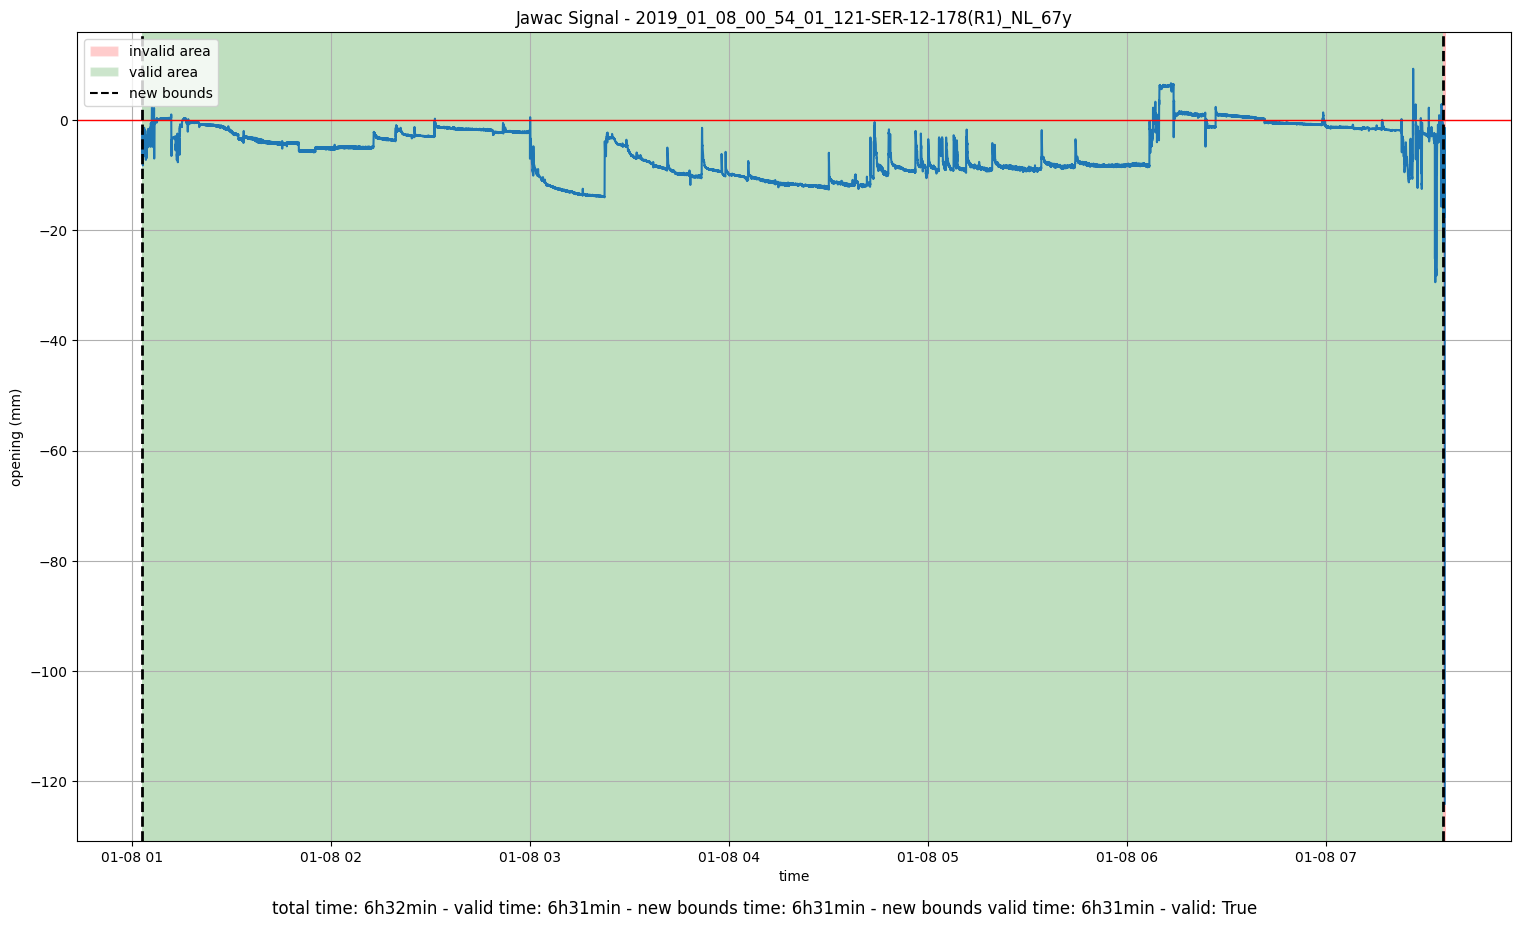 Jawac Signal - 2019_01_08_00_54_01_121-SER-12-178(R1)_NL_67y
invalid area
valid area
new bounds
0
−20
−40
−60
−80
−100
−120
opening (mm)
01-08 01 01-08 02 01-08 03 01-08 04 01-08 05 01-08 06 01-08 07
time
total time: 6h32min - valid time: 6h31min - new bounds time: 6h31min - new bounds valid time: 6h31min - valid: True